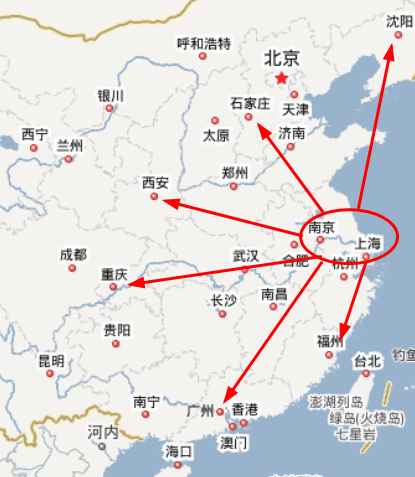 沈阳
呼和浩特
北京
银川
石家庄
天津
西宁
兰州
太原
济南
郑州
西安
南京
上海
合肥
杭州
成都
重庆
武汉
长沙
南昌
贵阳
福州
昆明
台北
钓鱼
南宁
广州
香港
澎湖列岛
绿岛(火烧岛)
七星岩
河内
澳门
海口